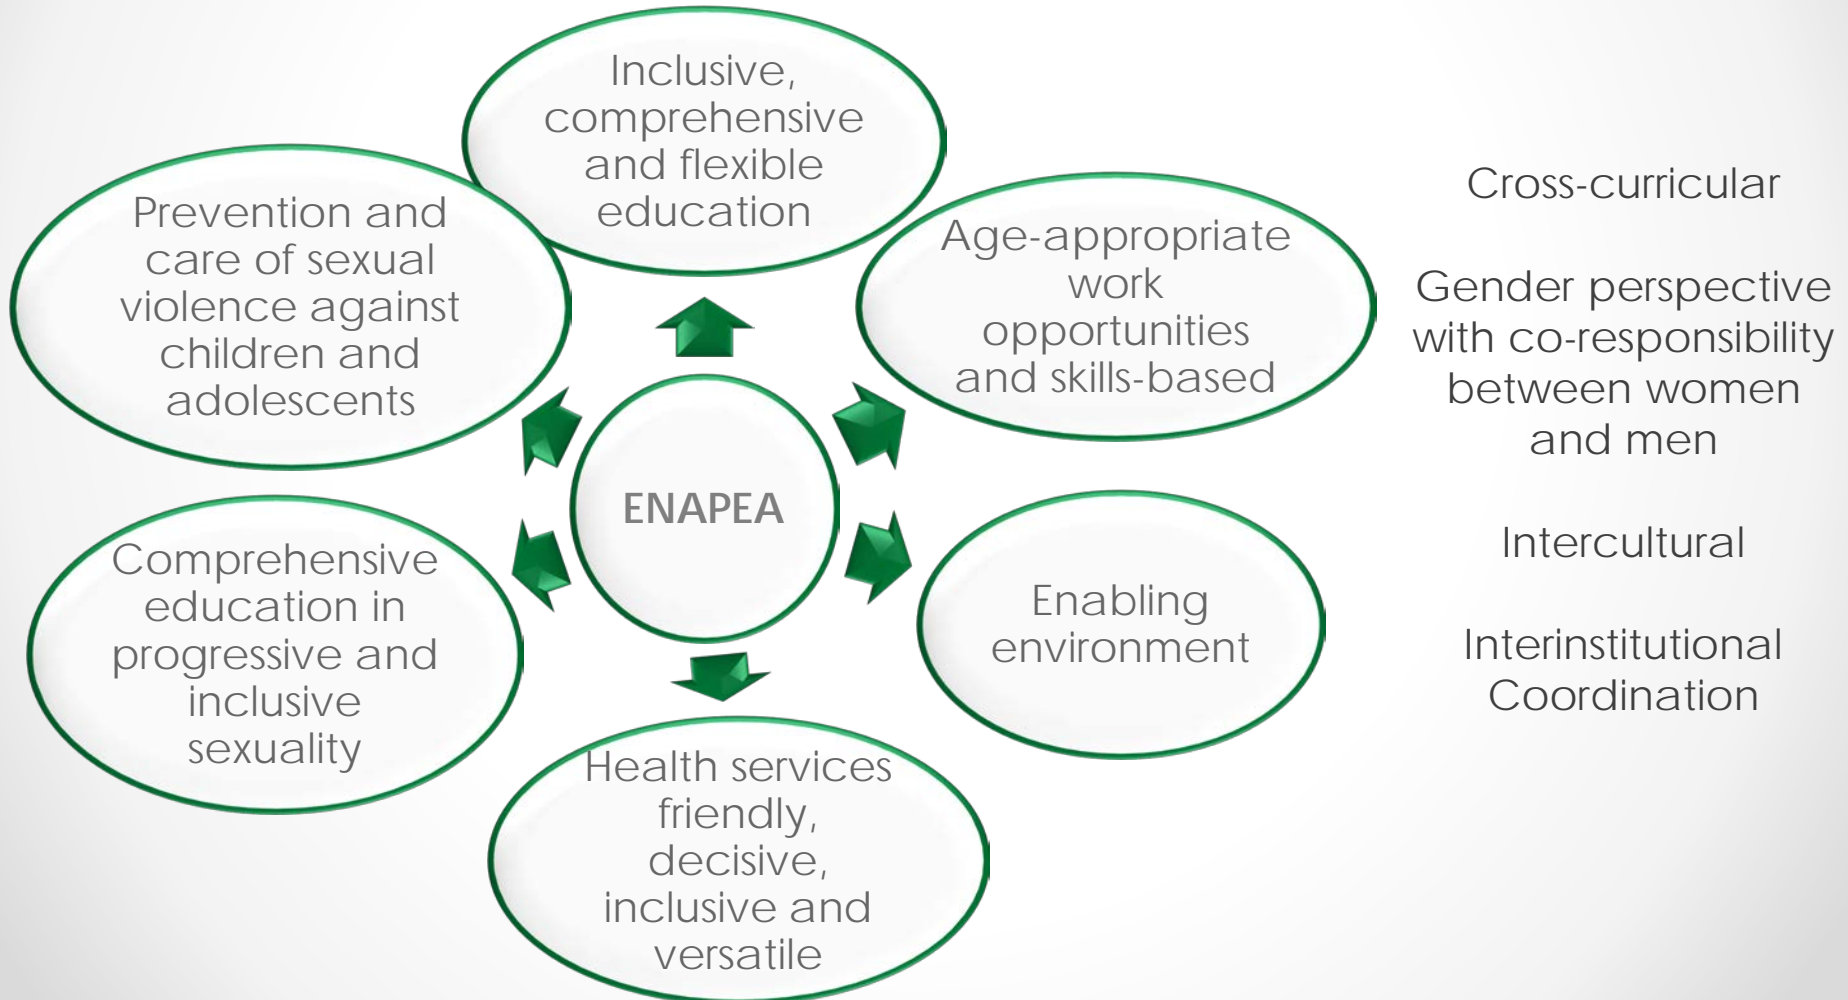 Inclusive,
comprehensive
and flexible
education
Prevention and
care of sexual
violence against
children and
adolescents
Age-appropriate
work
opportunities
and skills-based
ENAPEA
Comprehensive
education in
progressive and
inclusive
sexuality
Enabling
environment
Health services
friendly,
decisive,
inclusive and
versatile
Cross-curricular
Gender perspective
with co-responsibility
between women
and men
Intercultural
Interinstitutional
Coordination